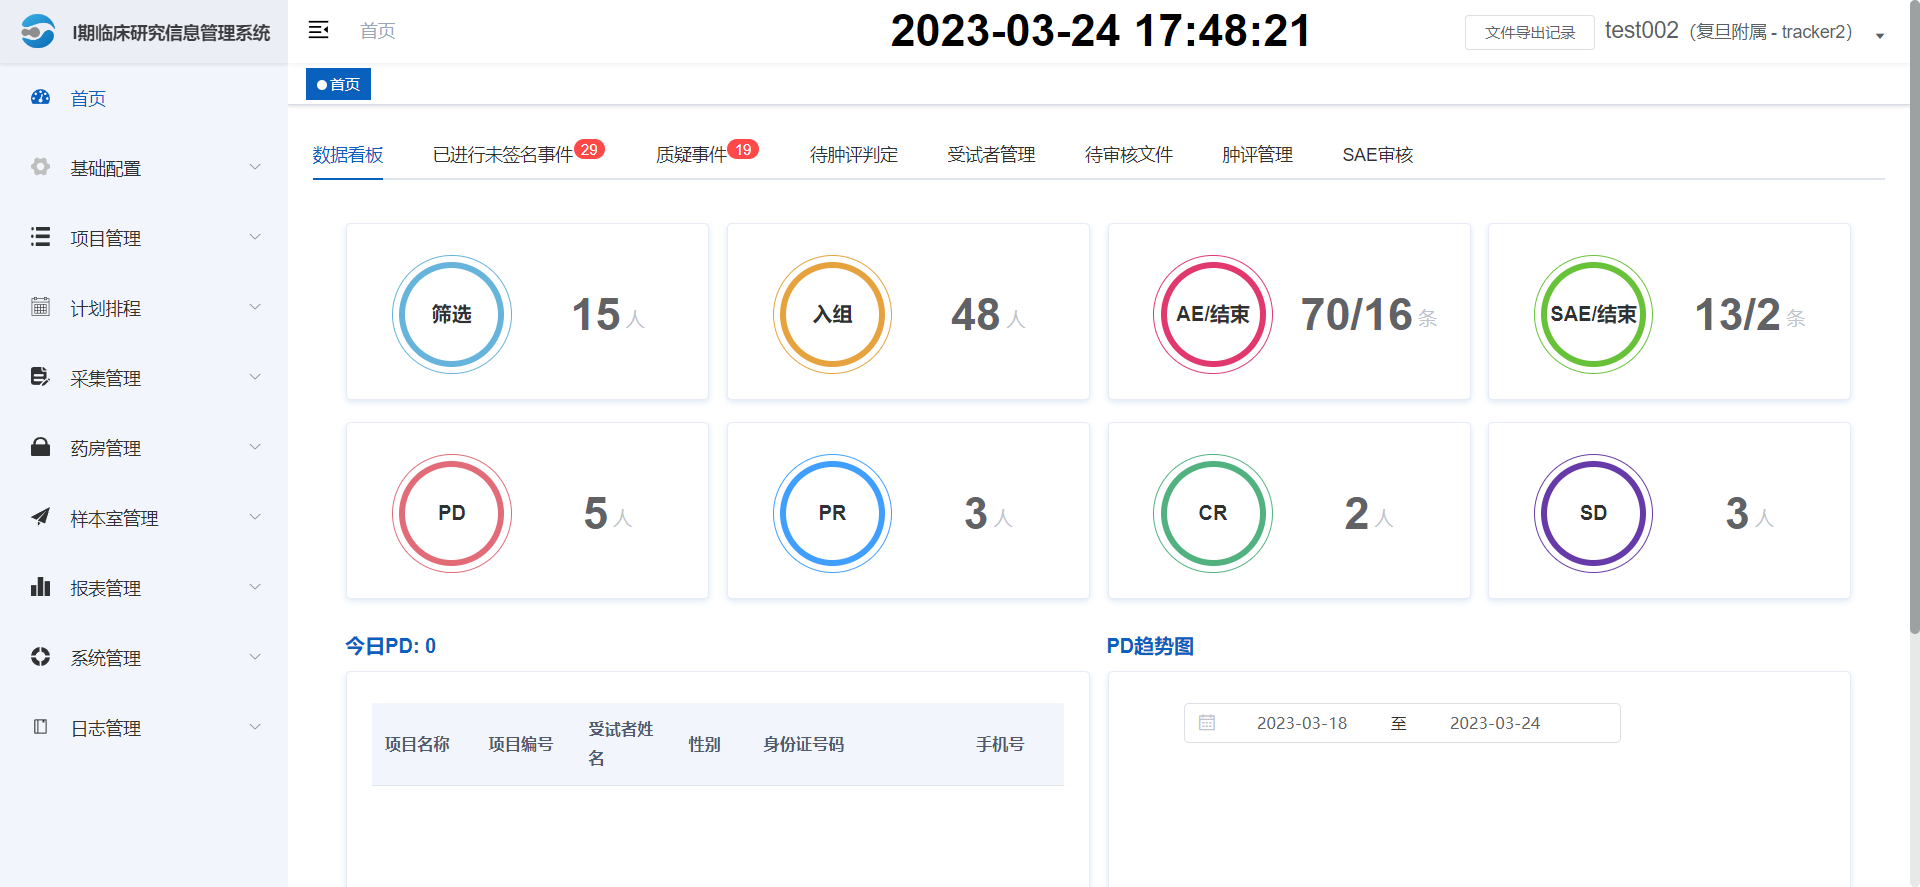 I期临床研究信息管理系统
首页
2023-03-24 17:48:21
文件导出记录
test002（复旦附属 - tracker2）
首页
首页
基础配置
项目管理
计划排程
采集管理
药房管理
样本室管理
报表管理
系统管理
日志管理
数据看板
已进行未签名事件 29
质疑事件 19
待肿评判定
受试者管理
待审核文件
肿评管理
SAE审核
筛选
15 人
入组
48 人
AE/结束
70/16 条
SAE/结束
13/2 条
PD
5 人
PR
3 人
CR
2 人
SD
3 人
今日PD: 0
项目名称
项目编号
受试者姓
名
性别
身份证号码
手机号
PD趋势图
2023-03-18 至 2023-03-24